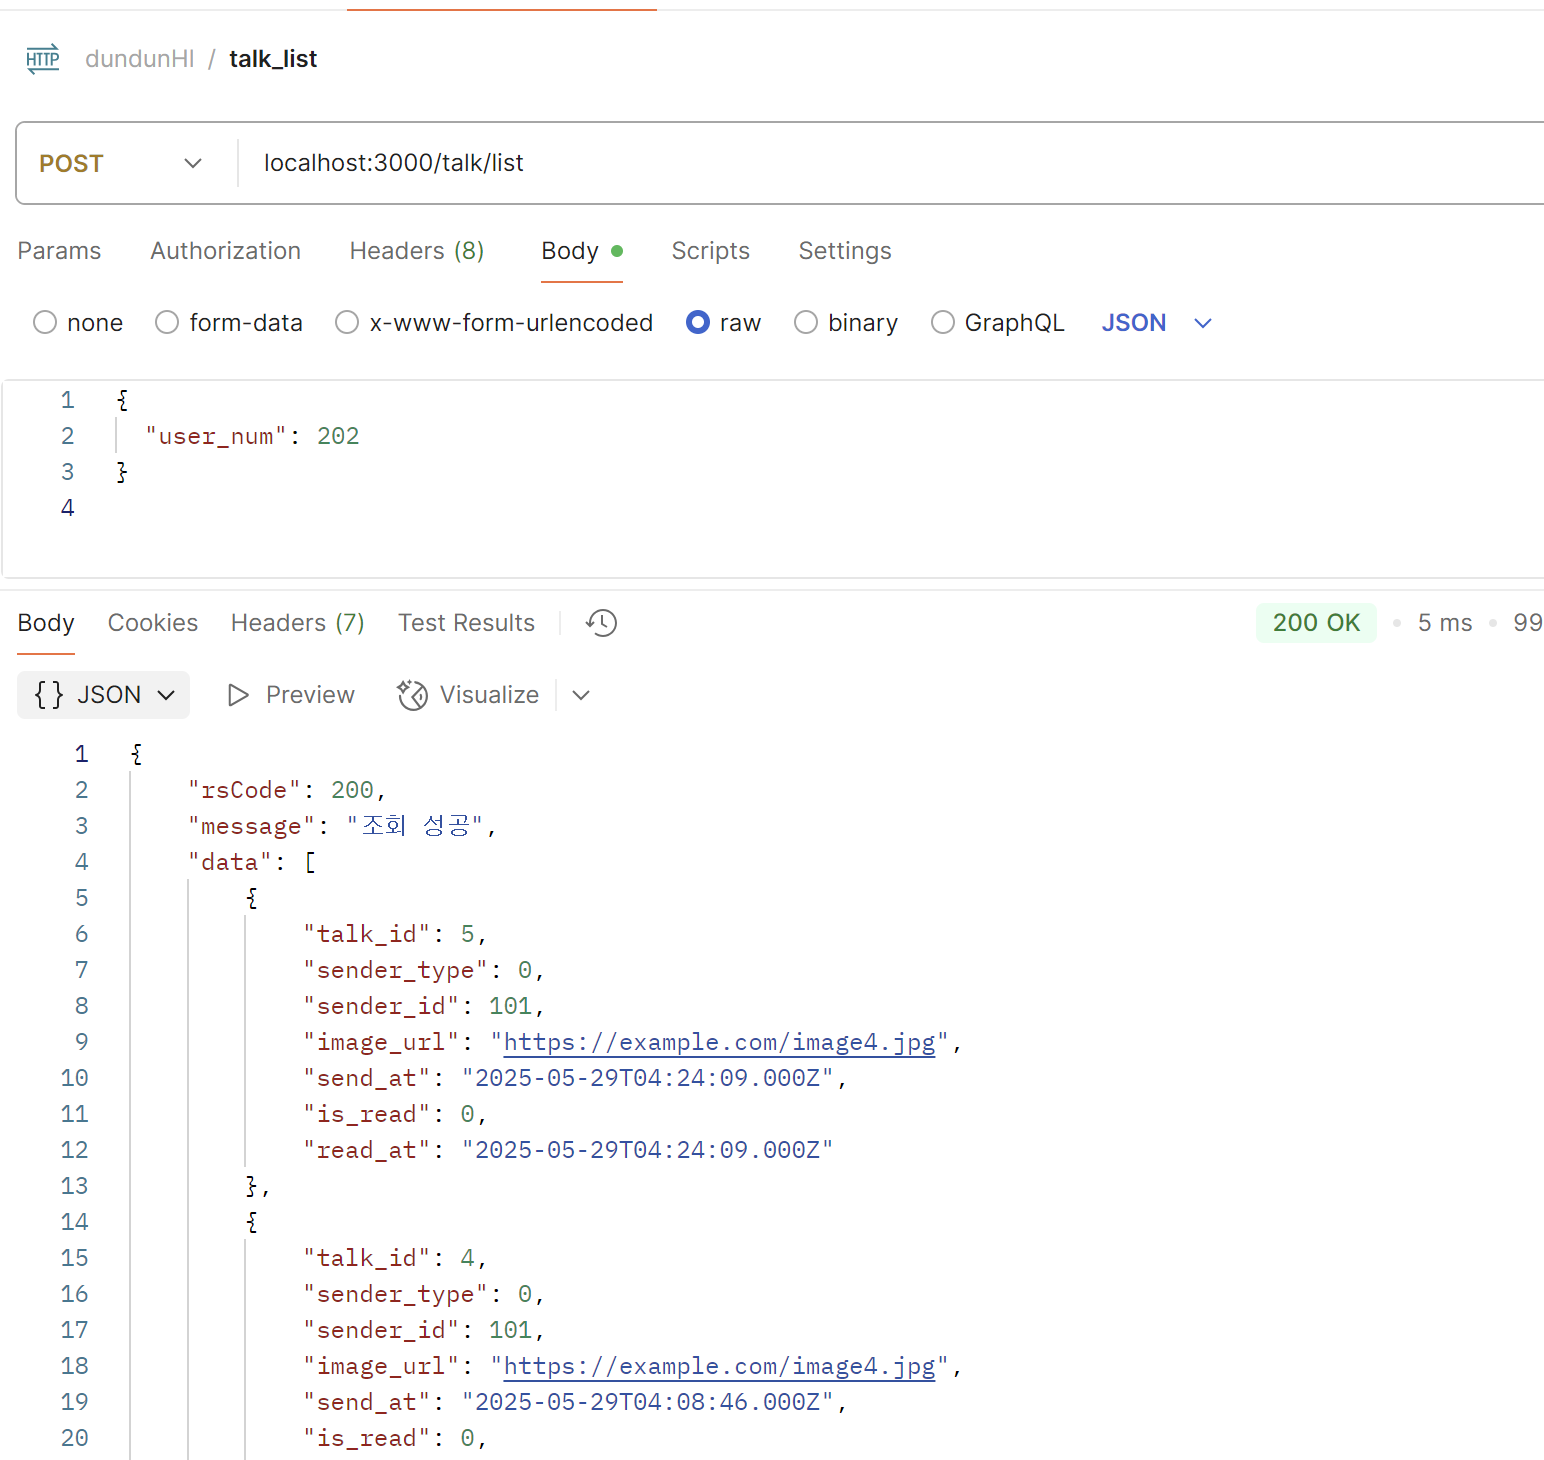 HTTP dundunHI / talk_list
POST localhost:3000/talk/list
Params Authorization Headers (8) Body Scripts Settings
none form-data x-www-form-urlencoded raw binary GraphQL JSON
1 {
2 "user_num": 202
3 }
4
Body Cookies Headers (7) Test Results 200 OK • 5 ms • 99
{} JSON Preview Visualize
1 {
2 "rsCode": 200,
3 "message": "조회 성공",
4 "data": [
5 {
6 "talk_id": 5,
7 "sender_type": 0,
8 "sender_id": 101,
9 "image_url": "https://example.com/image4.jpg",
10 "send_at": "2025-05-29T04:24:09.000Z",
11 "is_read": 0,
12 "read_at": "2025-05-29T04:24:09.000Z"
13 },
14 {
15 "talk_id": 4,
16 "sender_type": 0,
17 "sender_id": 101,
18 "image_url": "https://example.com/image4.jpg",
19 "send_at": "2025-05-29T04:08:46.000Z",
20 "is_read": 0,